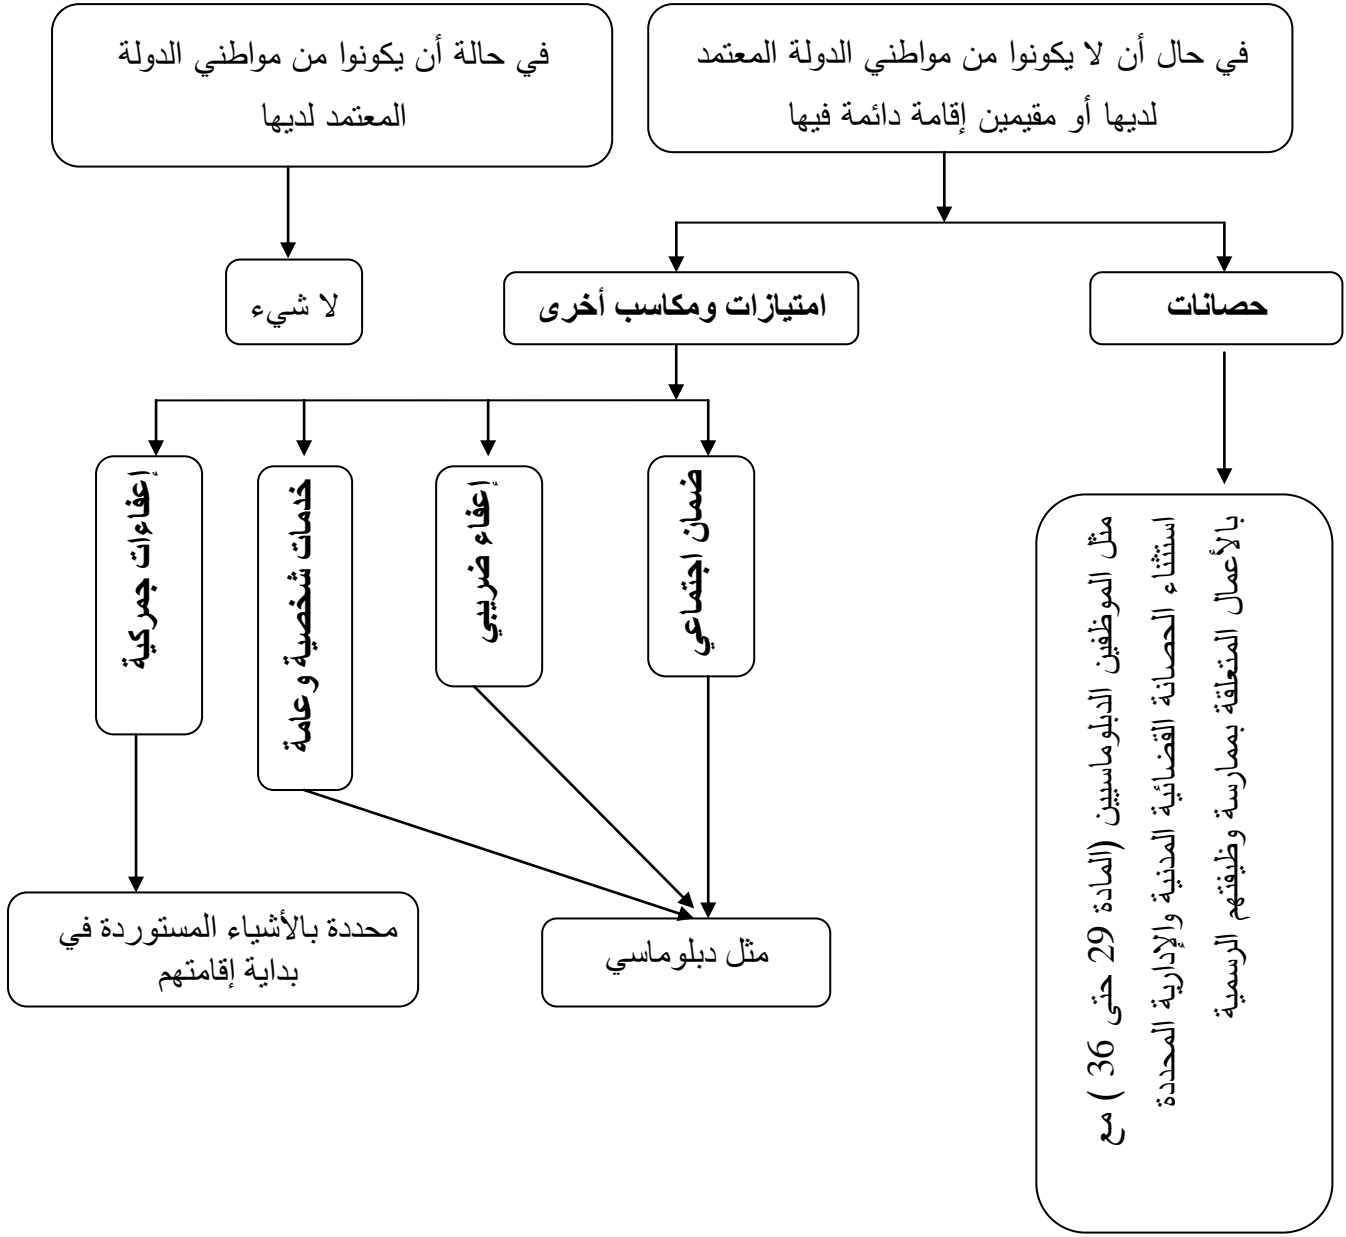 في حال أن لا يكونوا من مواطني الدولة المعتمد
لديها أو مقيمين إقامة دائمة فيها
في حالة أن يكونوا من مواطني الدولة
المعتمد لديها
حصانات
امتيازات ومكاسب أخرى
لا شيء
ضمان اجتماعي
إعفاء ضريبي
خدمات شخصية وعامة
إعفاءات جمركية
مثل الموظفين الدبلوماسيين (المادة 29 حتى 36 ) مع
استثناء الحصانة القضائية المدنية والإدارية المحددة
بالأعمال المتعلقة بممارسة وظيفتهم الرسمية
مثل دبلوماسي
محددة بالأشياء المستوردة في
بداية إقامتهم